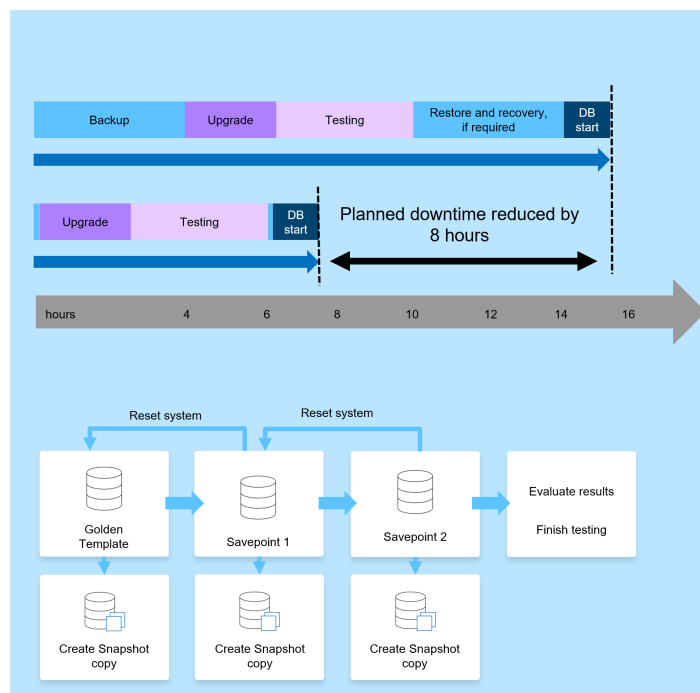 Backup
Upgrade
Testing
Restore and recovery,
if required
DB
start
Upgrade
Testing
DB
start
Planned downtime reduced by
8 hours
hours
4
6
8
10
12
14
16
Reset system
Reset system
Golden
Template
Savepoint 1
Savepoint 2
Evaluate results
Finish testing
Create Snapshot
copy
Create Snapshot
copy
Create Snapshot
copy